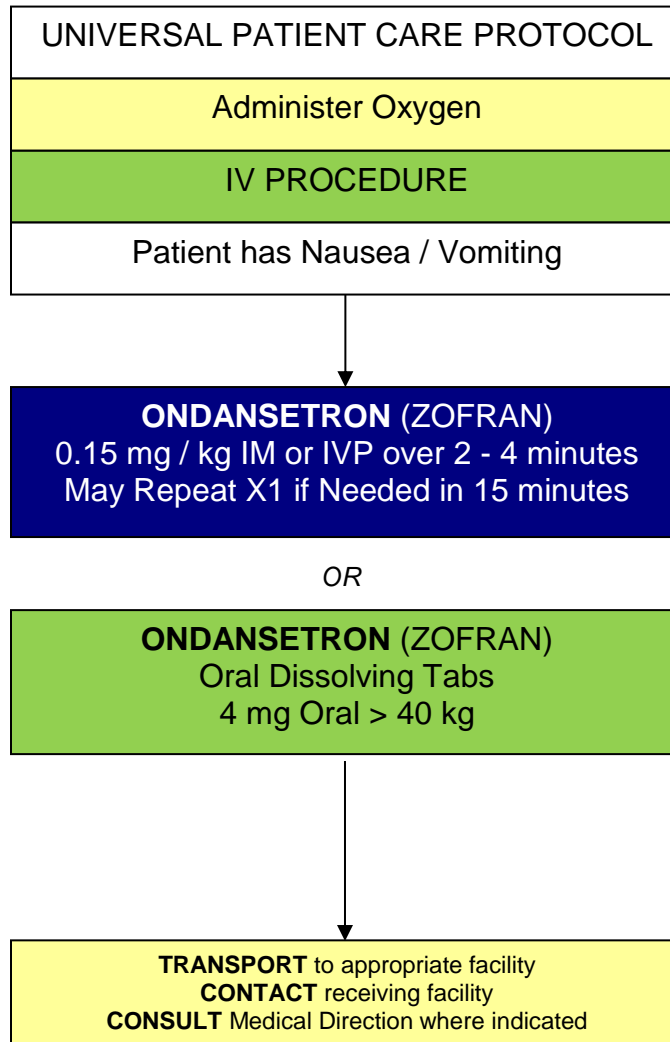 UNIVERSAL PATIENT CARE PROTOCOL
Administer Oxygen
IV PROCEDURE
Patient has Nausea / Vomiting
ONDANSETRON (ZOFRAN)
0.15 mg / kg IM or IVP over 2 - 4 minutes
May Repeat X1 if Needed in 15 minutes
OR
ONDANSETRON (ZOFRAN)
Oral Dissolving Tabs
4 mg Oral > 40 kg
TRANSPORT to appropriate facility
CONTACT receiving facility
CONSULT Medical Direction where indicated